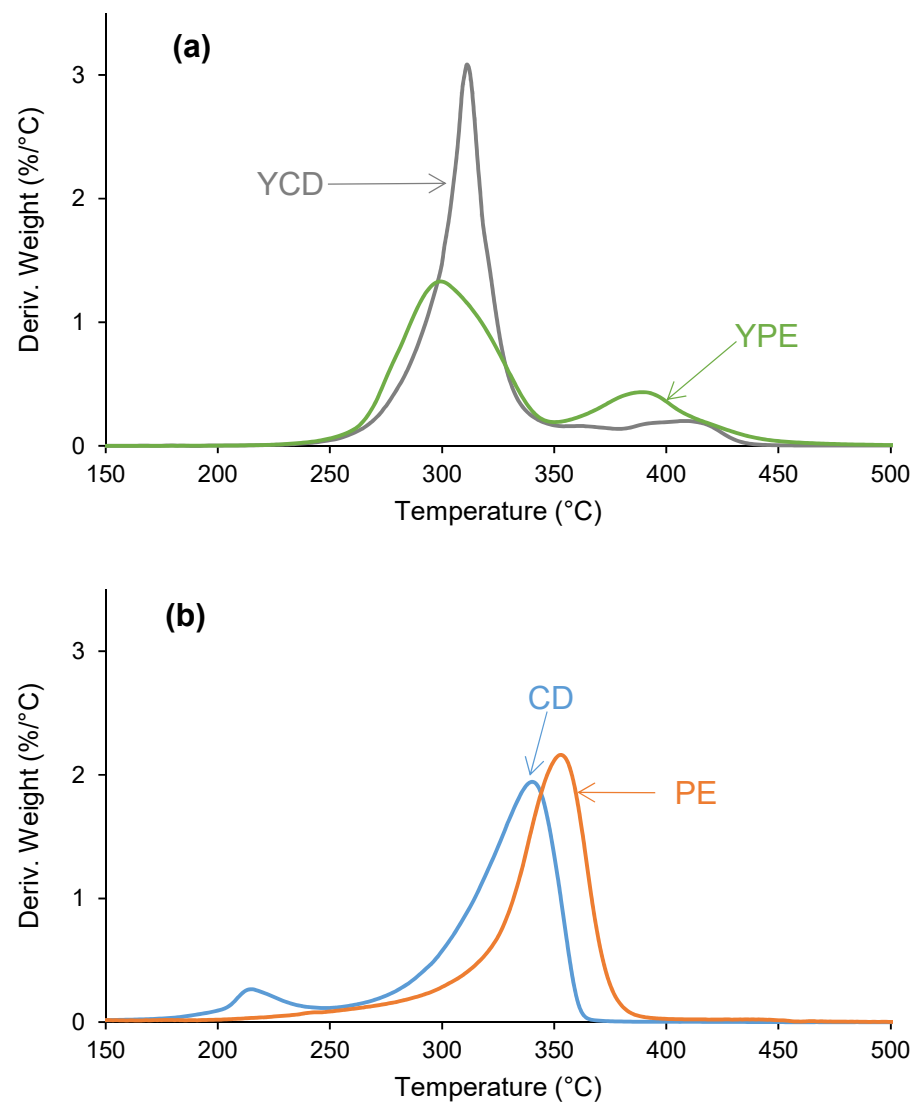 (a)
3
2
1
0
Deriv. Weight (%/°C)
YCD
YPE
150 200 250 300 350 400 450 500
Temperature (°C)
(b)
3
2
1
0
Deriv. Weight (%/°C)
CD
PE
150 200 250 300 350 400 450 500
Temperature (°C)